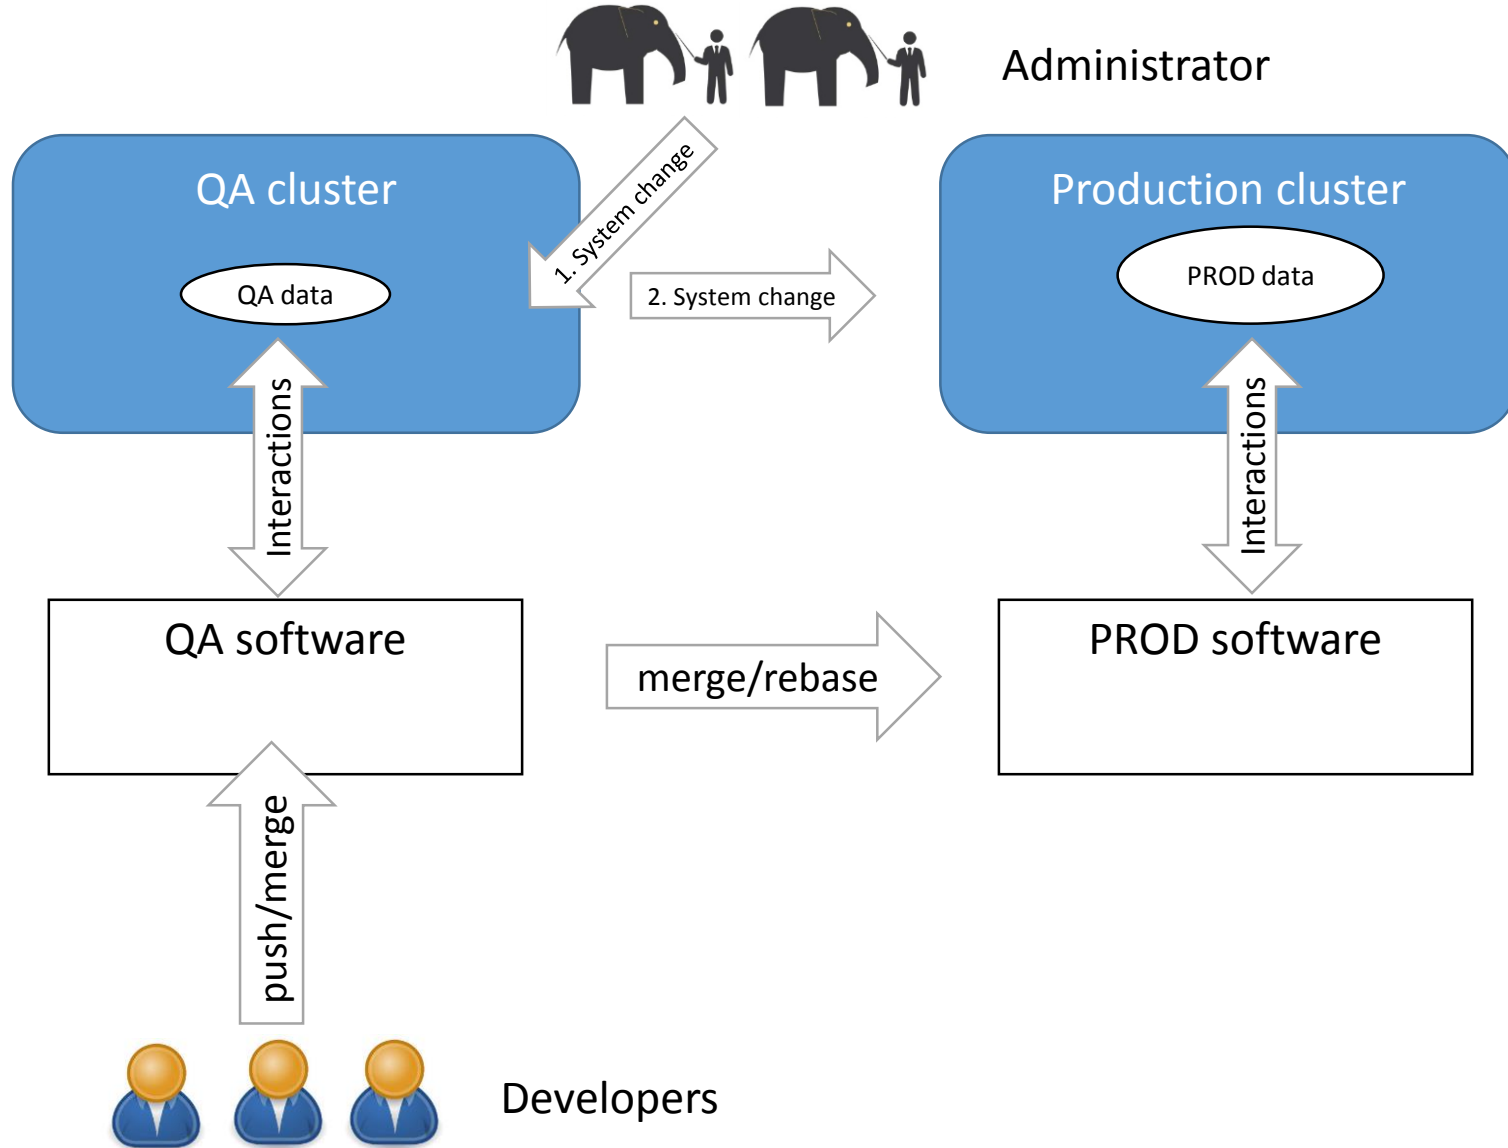 Administrator
QA cluster
Production cluster
1. System change
QA data
2. System change
PROD data
Interactions
Interactions
QA software
PROD software
merge/rebase
push/merge
Developers